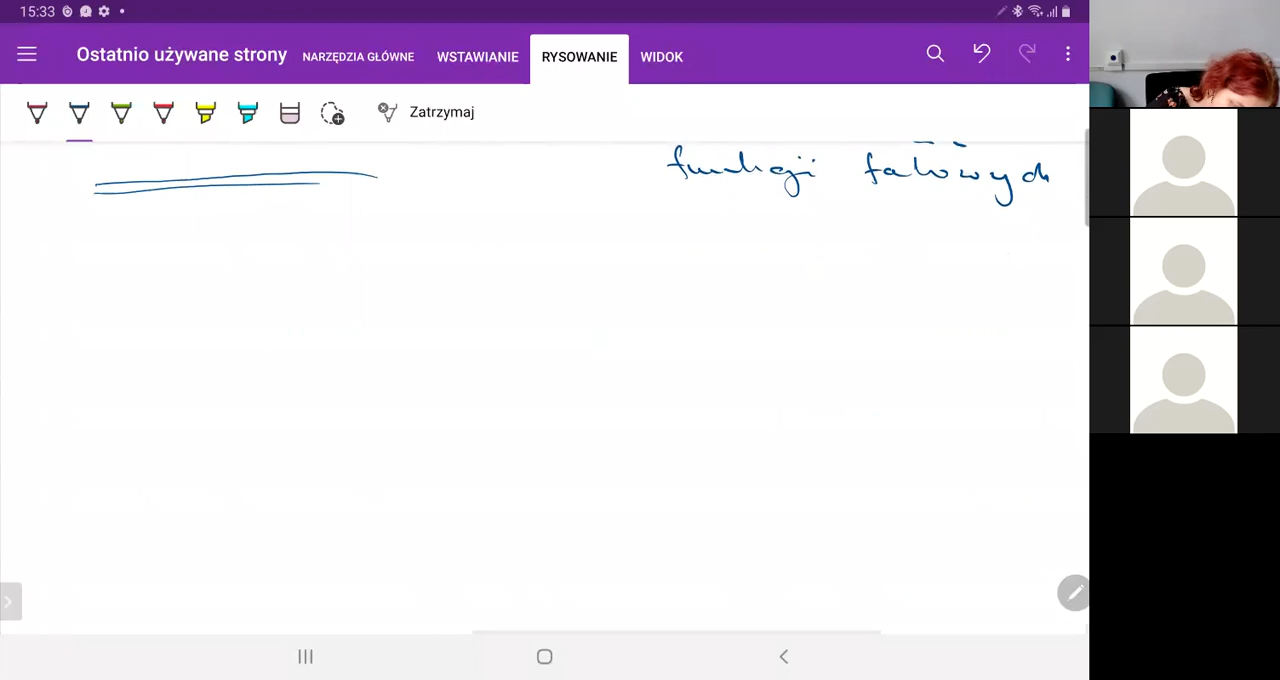 15:33
Ostatnio używane strony NARZĘDZIA GŁÓWNE WSTAWIANIE RYSOWANIE WIDOK
Zatrzymaj
funkcji falowych